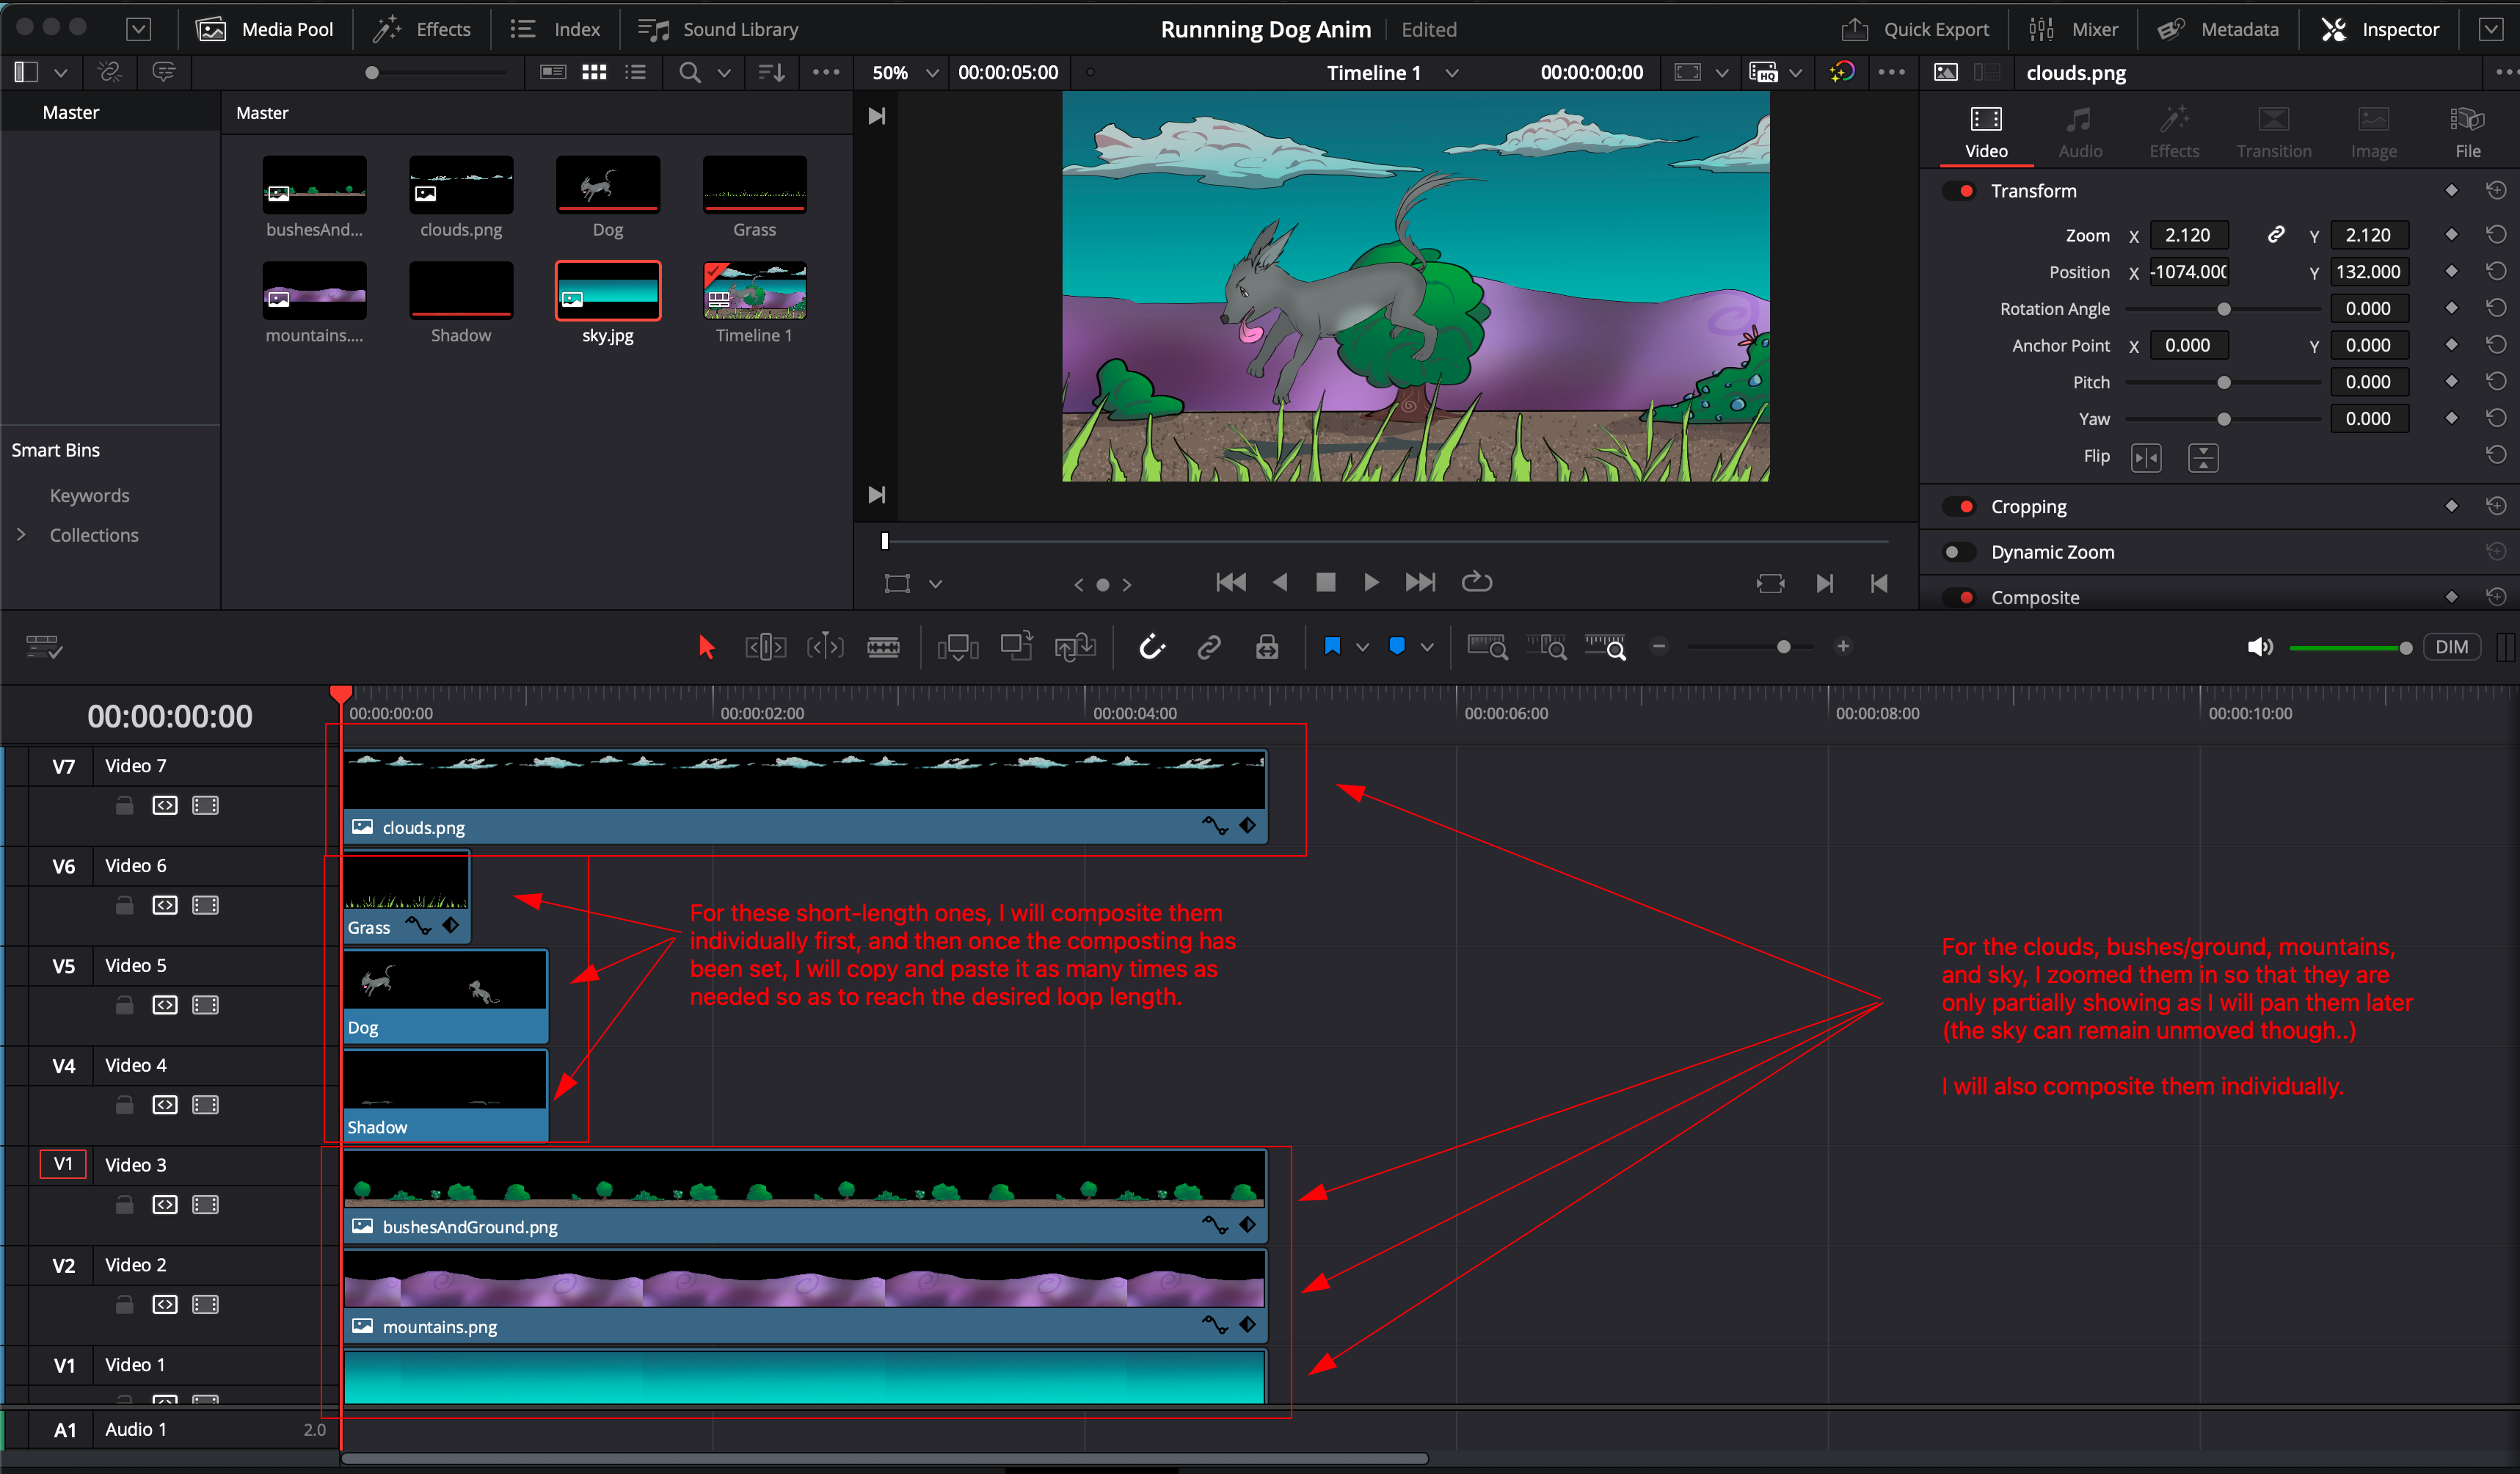 Media Pool
Effects
Index
Sound Library
Runnning Dog Anim
Edited
Quick Export
Mixer
Metadata
Inspector
50%
00:00:05:00
Timeline 1
00:00:00:00
HQ
clouds.png
Master
Master
bushesAnd...
clouds.png
Dog
Grass
mountains....
Shadow
sky.jpg
Timeline 1
Smart Bins
Keywords
Collections
Video
Audio
Effects
Transition
Image
File
Transform
Zoom X 2.120 Y 2.120
Position X -1074.000 Y 132.000
Rotation Angle 0.000
Anchor Point X 0.000 Y 0.000
Pitch 0.000
Yaw 0.000
Flip
Cropping
Dynamic Zoom
Composite
DIM
00:00:00:00
00:00:00:00
00:00:02:00
00:00:04:00
00:00:06:00
00:00:08:00
00:00:10:00
V7 Video 7
clouds.png
V6 Video 6
Grass
V5 Video 5
Dog
V4 Video 4
Shadow
V1 Video 3
bushesAndGround.png
V2 Video 2
mountains.png
V1 Video 1
A1 Audio 1 2.0
For these short-length ones, I will composite them
individually first, and then once the composting has
been set, I will copy and paste it as many times as
needed so as to reach the desired loop length.
For the clouds, bushes/ground, mountains,
and sky, I zoomed them in so that they are
only partially showing as I will pan them later
(the sky can remain unmoved though..)
I will also composite them individually.